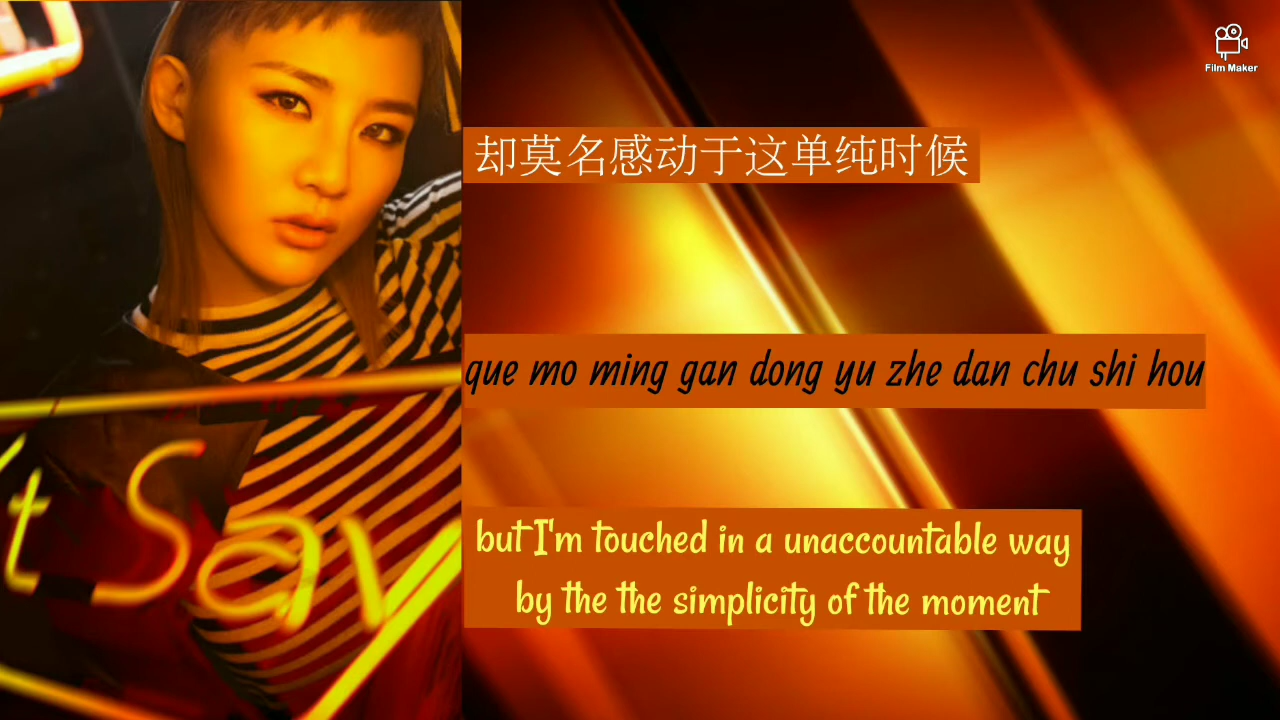 Film Maker
却莫名感动于这单纯时候
que mo ming gan dong yu zhe dan chu shi hou
but I'm touched in a unaccountable way
by the the simplicity of the moment
't Say